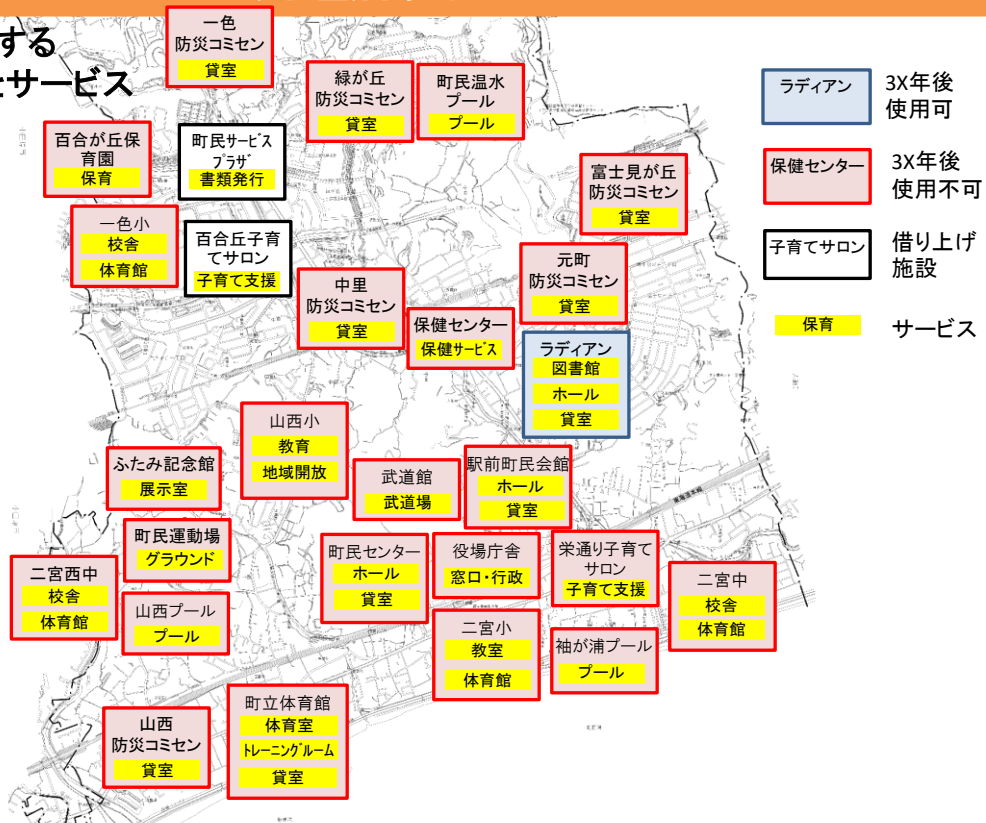 する
サービス
一色
防災コミセン
貸室
緑が丘
防災コミセン
貸室
町民温水
プール
プール
ラディアン
3X年後
使用可
百合が丘保
育園
保育
町民サービス
プラザ
書類発行
富士見が丘
防災コミセン
貸室
保健センター
3X年後
使用不可
一色小
校舎
体育館
百合丘子育
てサロン
子育て支援
中里
防災コミセン
貸室
元町
防災コミセン
貸室
子育てサロン
借り上げ
施設
保健センター
保健サービス
ラディアン
図書館
ホール
貸室
保育
サービス
山西小
教育
地域開放
ふたみ記念館
展示室
武道館
武道場
駅前町民会館
ホール
貸室
東海道本線
町民運動場
グラウンド
二宮西中
校舎
体育館
山西プール
プール
町民センター
ホール
貸室
役場庁舎
窓口・行政
栄通り子育て
サロン
子育て支援
二宮中
校舎
体育館
二宮小
教室
体育館
袖が浦プール
プール
山西
防災コミセン
貸室
町立体育館
体育室
トレーニングルーム
貸室